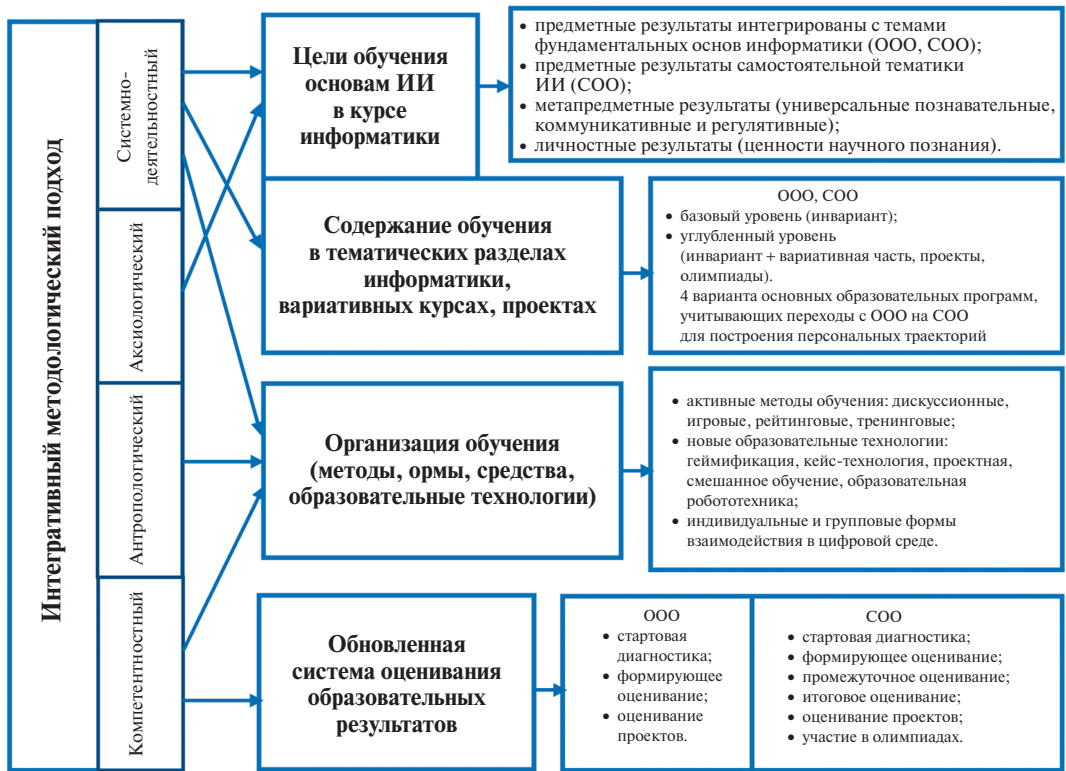 Интегративный методологический подход
Системно-
деятельностный
Аксиологический
Антропологический
Компетентностный
Цели обучения
основам ИИ
в курсе
информатики
• предметные результаты интегрированы с темами
фундаментальных основ информатики (ООО, СОО);
• предметные результаты самостоятельной тематики
ИИ (СОО);
• метапредметные результаты (универсальные познавательные,
коммуникативные и регулятивные);
• личностные результаты (ценности научного познания).
Содержание обучения
в тематических разделах
информатики,
вариативных курсах, проектах
ООО, СОО
• базовый уровень (инвариант);
• углубленный уровень
(инвариант + вариативная часть, проекты,
олимпиады).
4 варианта основных образовательных программ,
учитывающих переходы с ООО на СОО
для построения персональных траекторий
Организация обучения
(методы, ормы, средства,
образовательные технологии)
• активные методы обучения: дискуссионные,
игровые, рейтинговые, тренинговые;
• новые образовательные технологии:
геймификация, кейс-технология, проектная,
смешанное обучение, образовательная
робототехника;
• индивидуальные и групповые формы
взаимодействия в цифровой среде.
Обновленная
система оценивания
образовательных
результатов
ООО
• стартовая
диагностика;
• формирующее
оценивание;
• оценивание
проектов.
СОО
• стартовая диагностика;
• формирующее оценивание;
• промежуточное оценивание;
• итоговое оценивание;
• оценивание проектов;
• участие в олимпиадах.